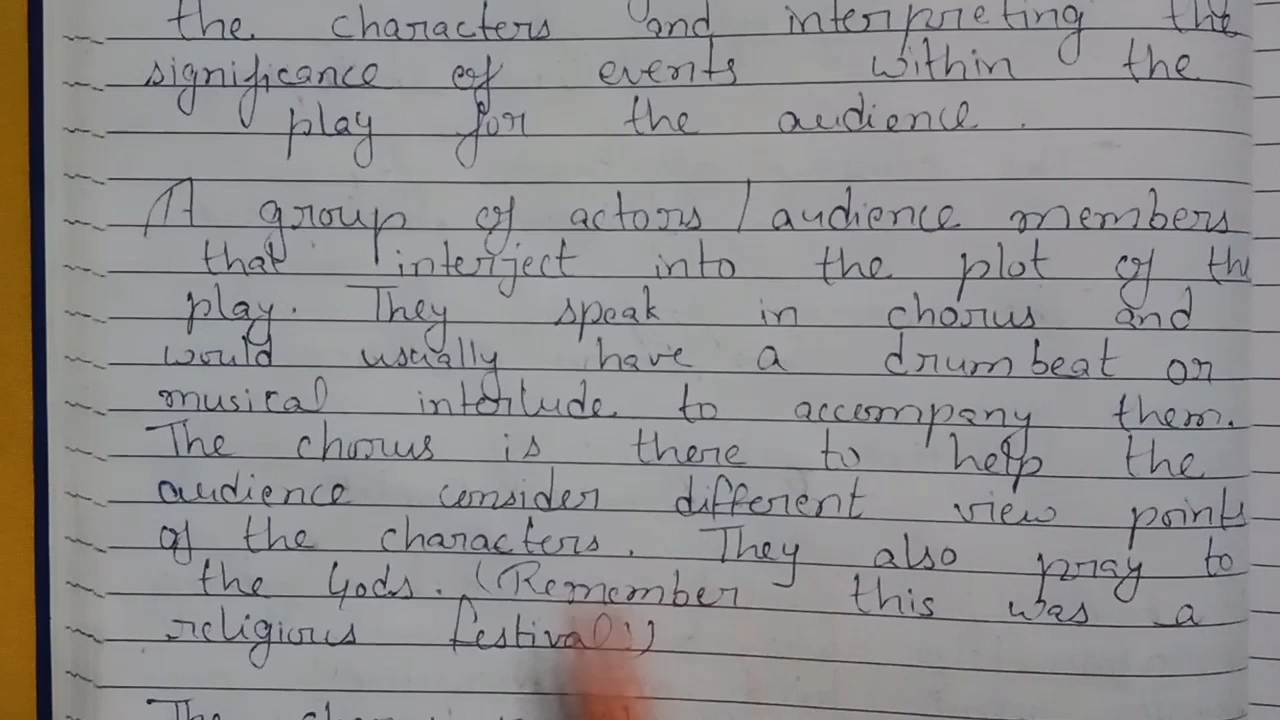 the characters and interpreting the
significance of events within the
play for the audience.
A group of actors / audience members
that interject into the plot of the
play. They speak in chorus and
would usually have a drum beat or
musical interlude to accompany them.
The chorus is there to help the
audience consider different view points
of the characters. They also pray to
the Gods. (Remember this was a
religious festival!)
The